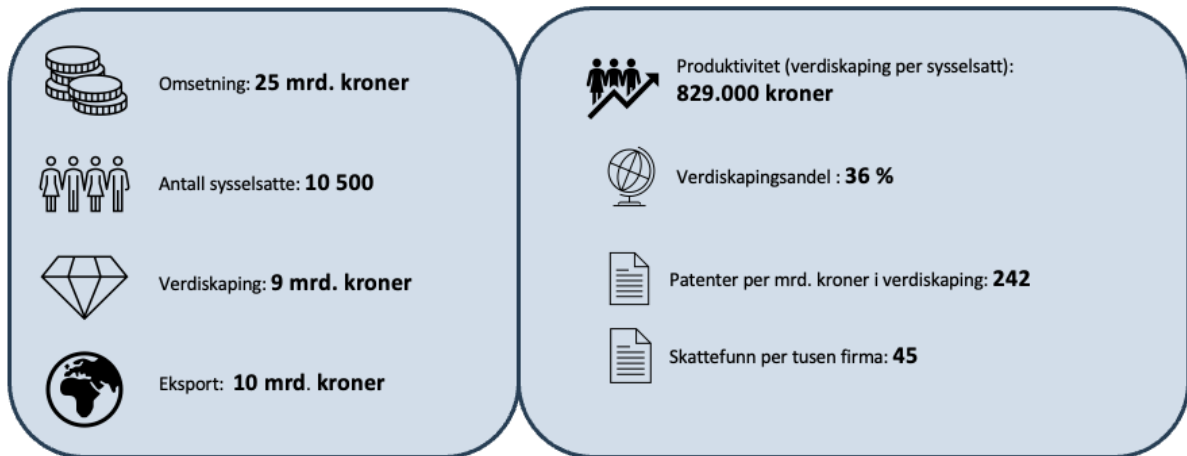 Omsetning: 25 mrd. kroner
Antall sysselsatte: 10 500
Verdiskaping: 9 mrd. kroner
Eksport: 10 mrd. kroner
Produktivitet (verdiskaping per sysselsatt):
829.000 kroner
Verdiskapingsandel : 36 %
Patenter per mrd. kroner i verdiskaping: 242
Skattefunn per tusen firma: 45